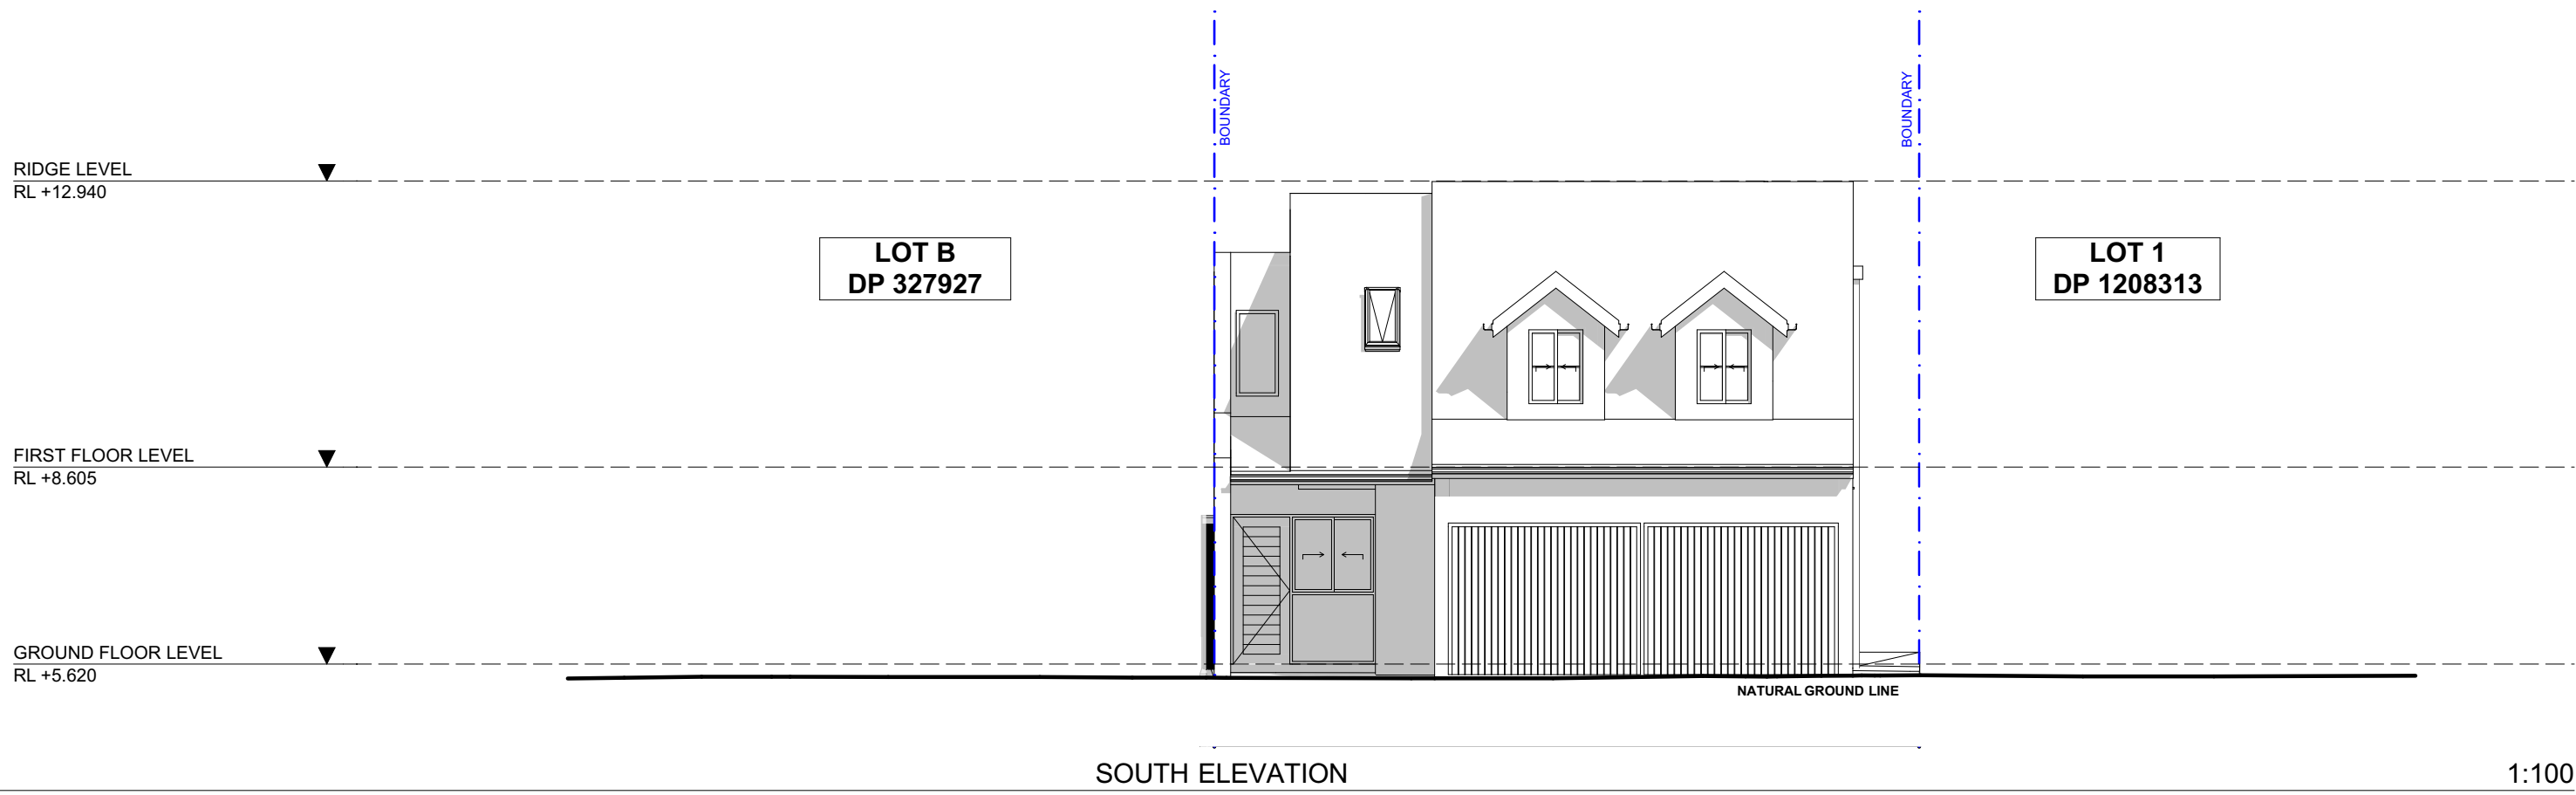 BOUNDARY
BOUNDARY
RIDGE LEVEL
RL +12.940
LOT B
DP 327927
LOT 1
DP 1208313
FIRST FLOOR LEVEL
RL +8.605
GROUND FLOOR LEVEL
RL +5.620
NATURAL GROUND LINE
SOUTH ELEVATION
1:100